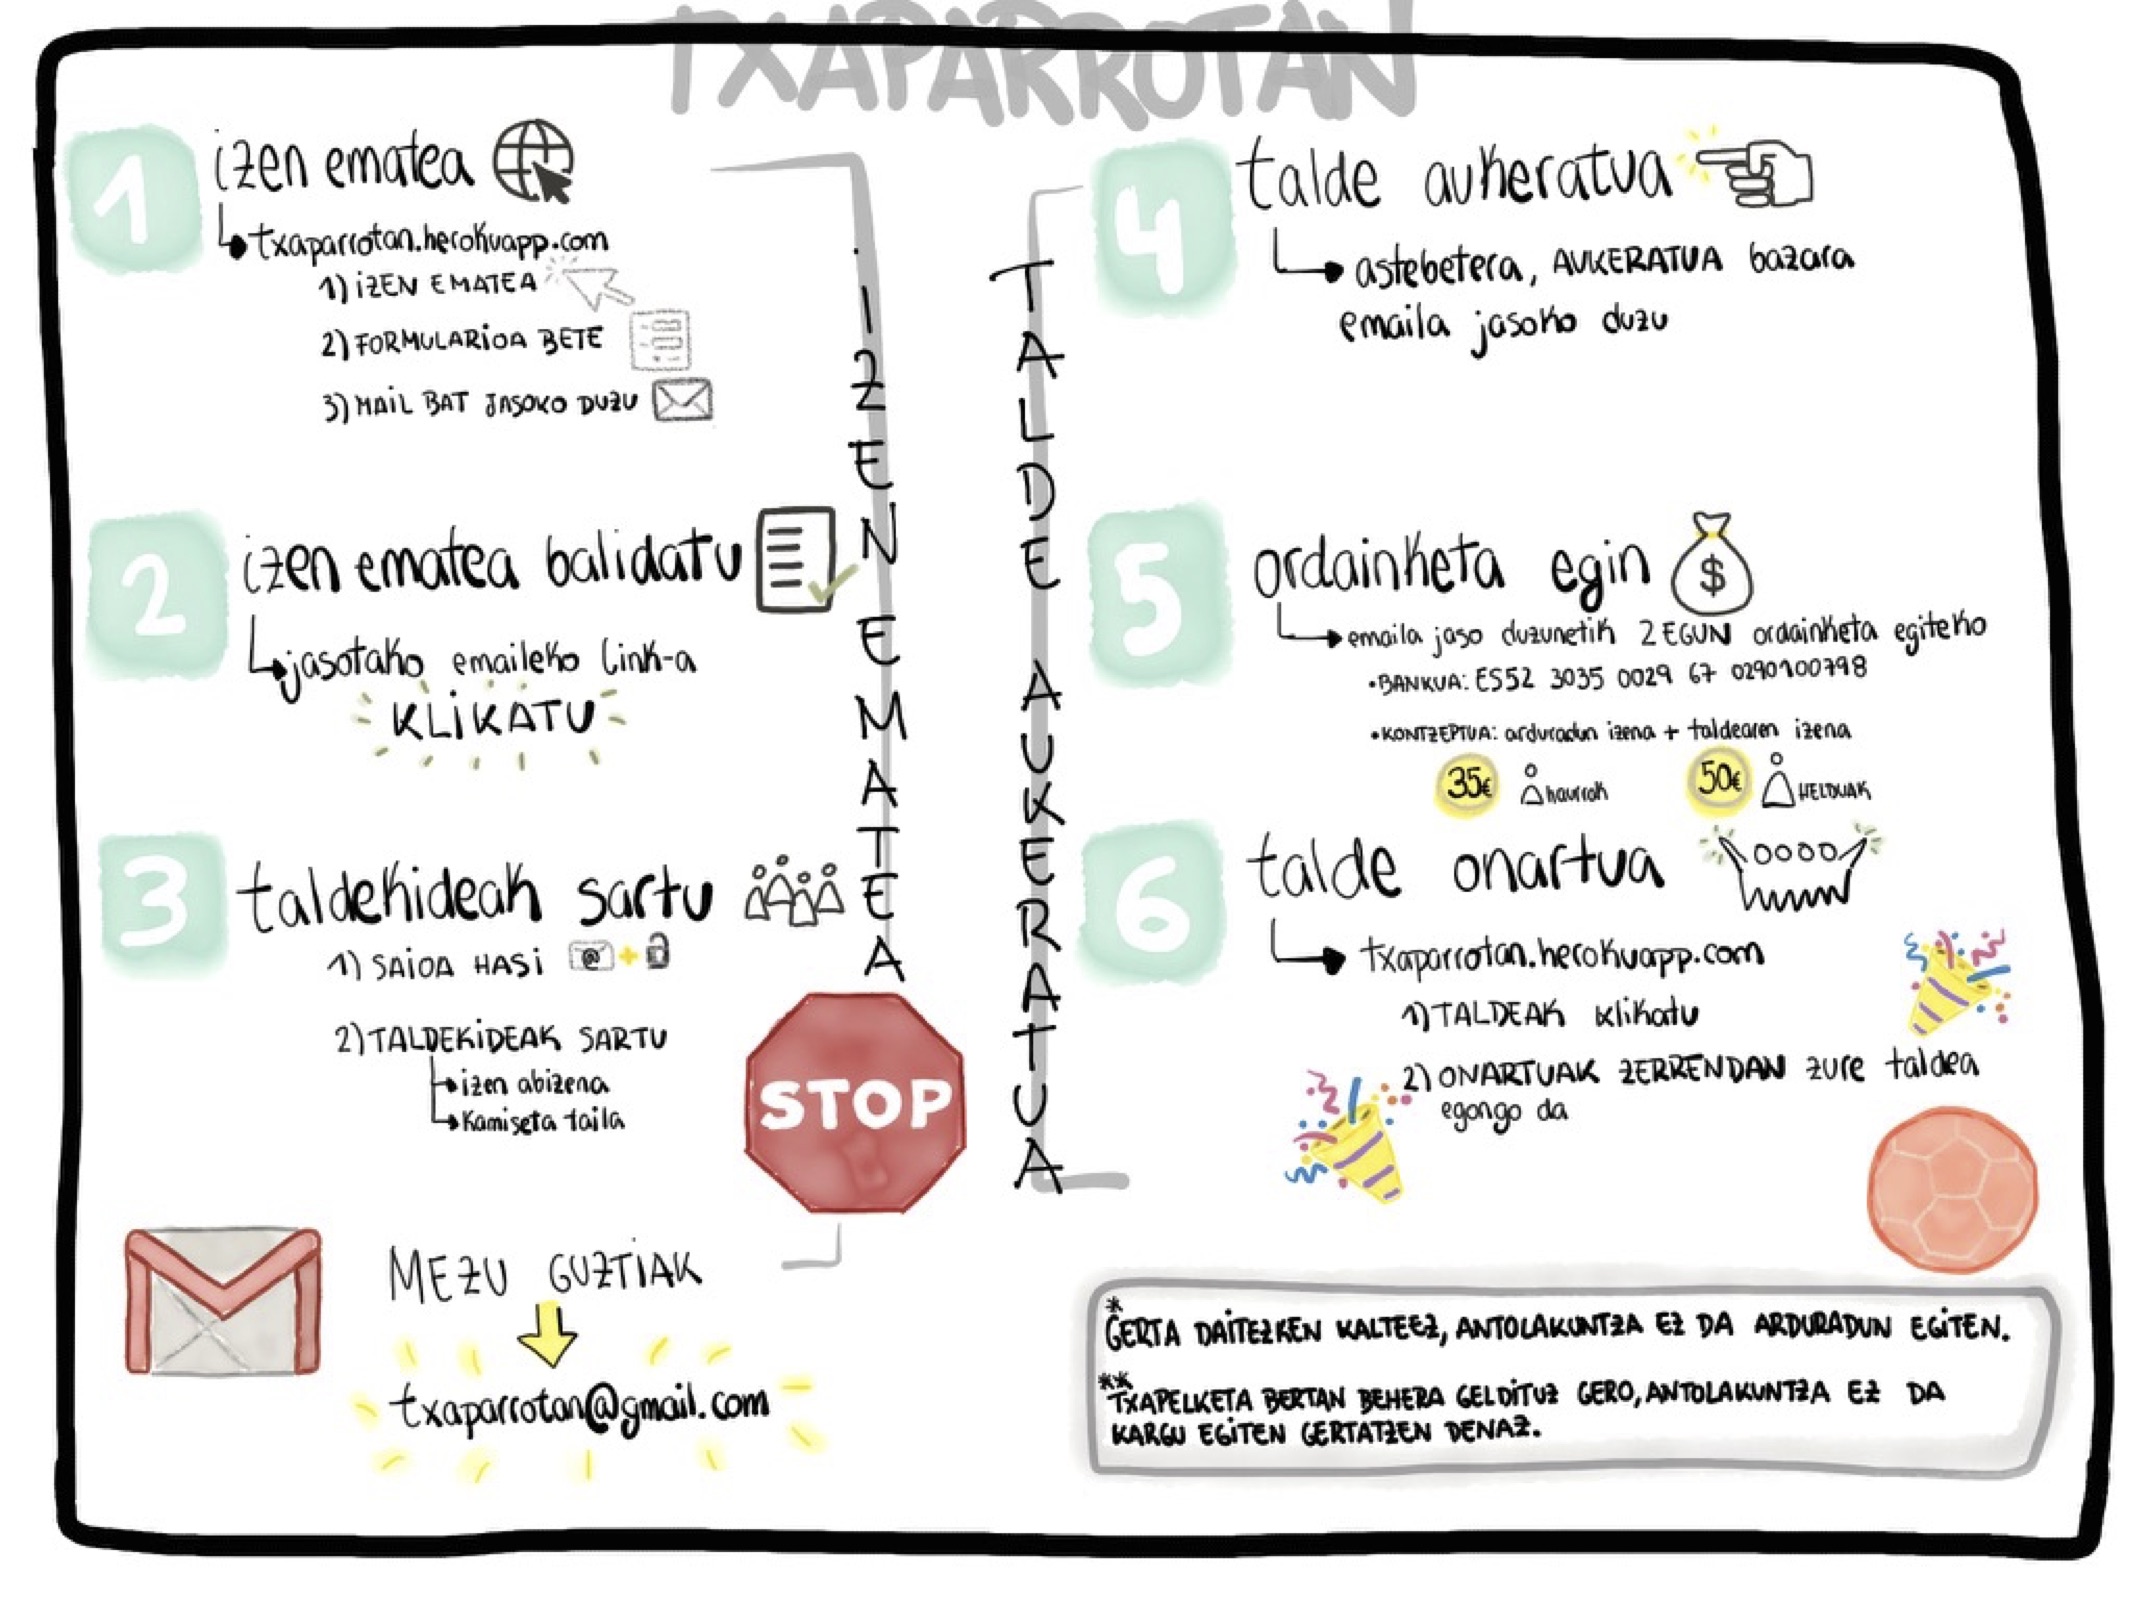 TXAPARROTAN
1
izen ematea
txaparrotan.herokuapp.com
1) IZEN EMATEA
2) FORMULARIOA BETE
3) MAIL BAT JASOKO DUZU
2
izen ematea balidatu
jasotako emaileko link-a
KLIKATU
3
taldekideak sartu
1) SAIOA HASI @ +
2) TALDEKIDEAK SARTU
izen abizena
kamiseta taila
IZEN EMATEA
STOP
MEZU GUZTIAK
txaparrotan@gmail.com
TALDE AUKERATUA
4
talde aukeratua
astebetera, AUKERATUA bazara
emaila jasoko duzu
5
ordainketa egin $
emaila jaso duzunetik 2 EGUN ordainketa egiteko
•BANKUA: ES52 3035 0029 67 0290100798
•KONTZEPTUA: arduradun izena + taldearen izena
35€ haurrak 50€ HELDUAK
6
talde onartua
txaparrotan.herokuapp.com
1) TALDEAK klikatu
2) ONARTUAK ZERRENDAN zure taldea
egongo da
*GERTA DAITEZKEN KALTEEZ, ANTOLAKUNTZA EZ DA ARDURADUN EGITEN.
**TXAPELKETA BERTAN BEHERA GELDITUZ GERO, ANTOLAKUNTZA EZ DA
KARGU EGITEN GERTATZEN DENAZ.